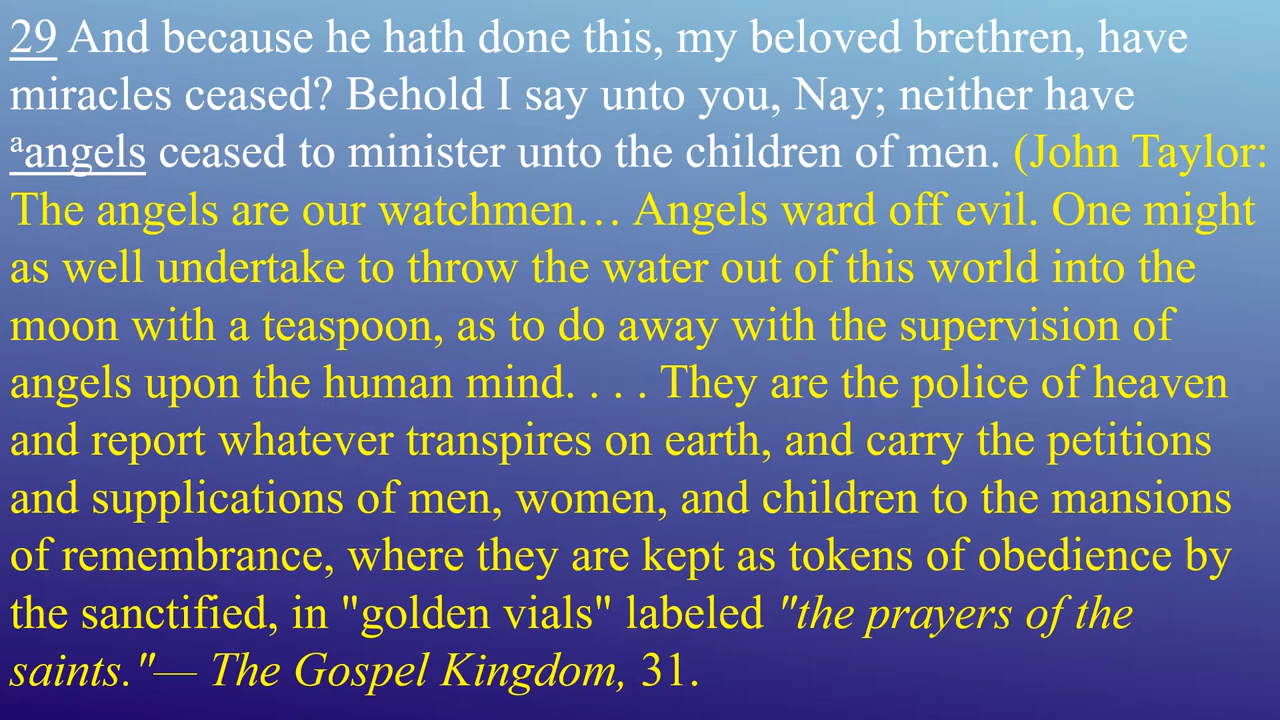 29 And because he hath done this, my beloved brethren, have
miracles ceased? Behold I say unto you, Nay; neither have
aangels ceased to minister unto the children of men. (John Taylor:
The angels are our watchmen… Angels ward off evil. One might
as well undertake to throw the water out of this world into the
moon with a teaspoon, as to do away with the supervision of
angels upon the human mind. . . . They are the police of heaven
and report whatever transpires on earth, and carry the petitions
and supplications of men, women, and children to the mansions
of remembrance, where they are kept as tokens of obedience by
the sanctified, in "golden vials" labeled "the prayers of the
saints."— The Gospel Kingdom, 31.